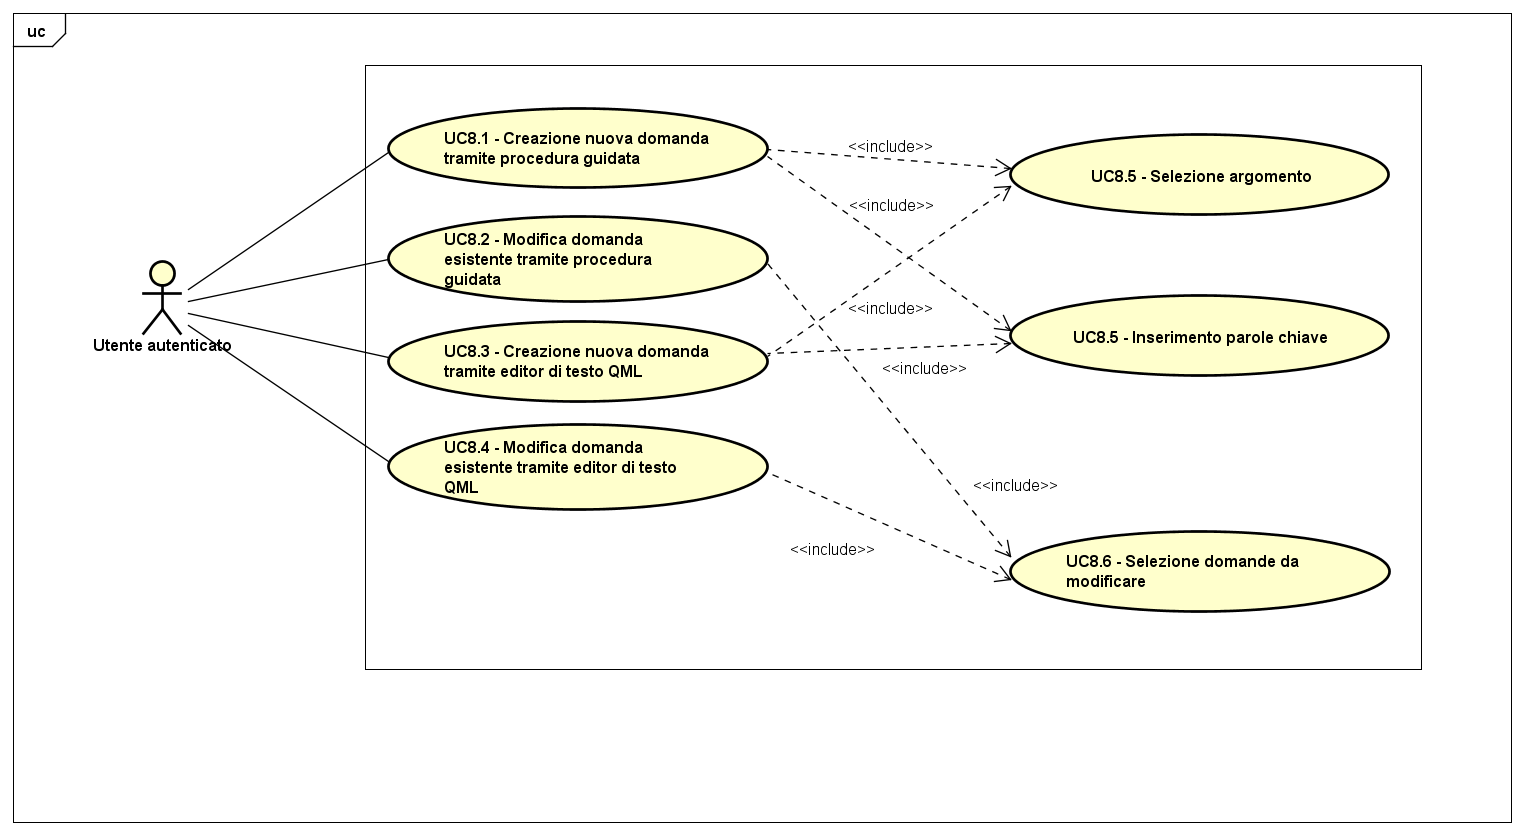 uc
UC8.1 - Creazione nuova domanda
tramite procedura guidata
<<include>>
UC8.5 - Selezione argomento
<<include>>
UC8.2 - Modifica domanda
esistente tramite procedura
guidata
<<include>>
UC8.5 - Inserimento parole chiave
Utente autenticato
UC8.3 - Creazione nuova domanda
tramite editor di testo QML
<<include>>
UC8.4 - Modifica domanda
esistente tramite editor di testo
QML
<<include>>
<<include>>
UC8.6 - Selezione domande da
modificare